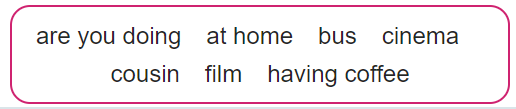 are you doing at home bus cinema
cousin film having coffee